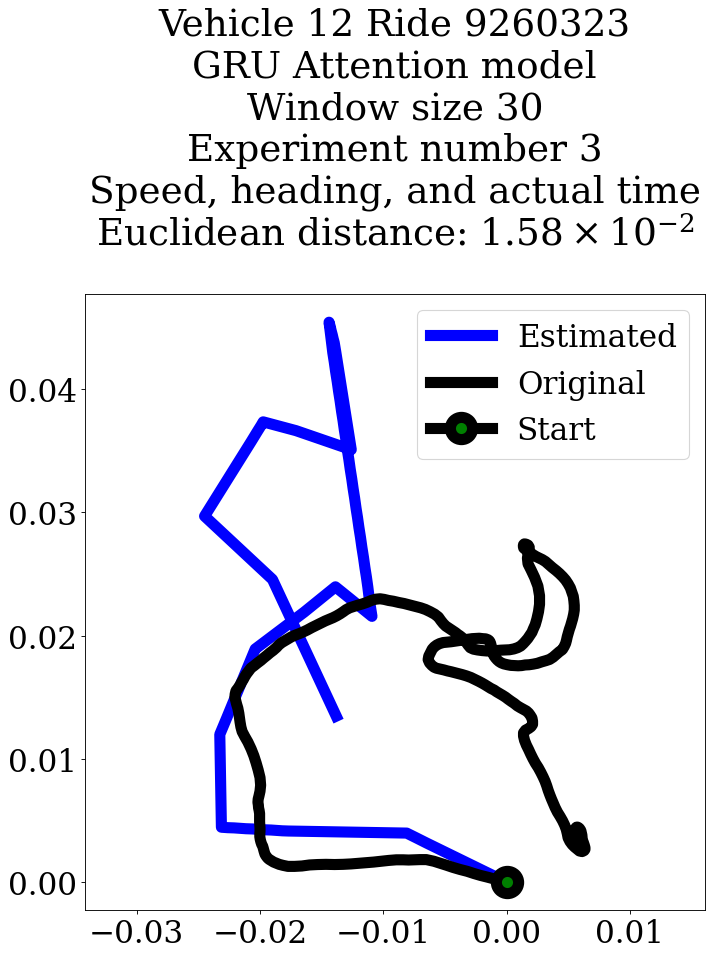 Vehicle 12 Ride 9260323
GRU Attention model
Window size 30
Experiment number 3
Speed, heading, and actual time
Euclidean distance: 1.58 × 10⁻²
Estimated
Original
Start
0.04
0.03
0.02
0.01
0.00
−0.03 −0.02 −0.01 0.00 0.01